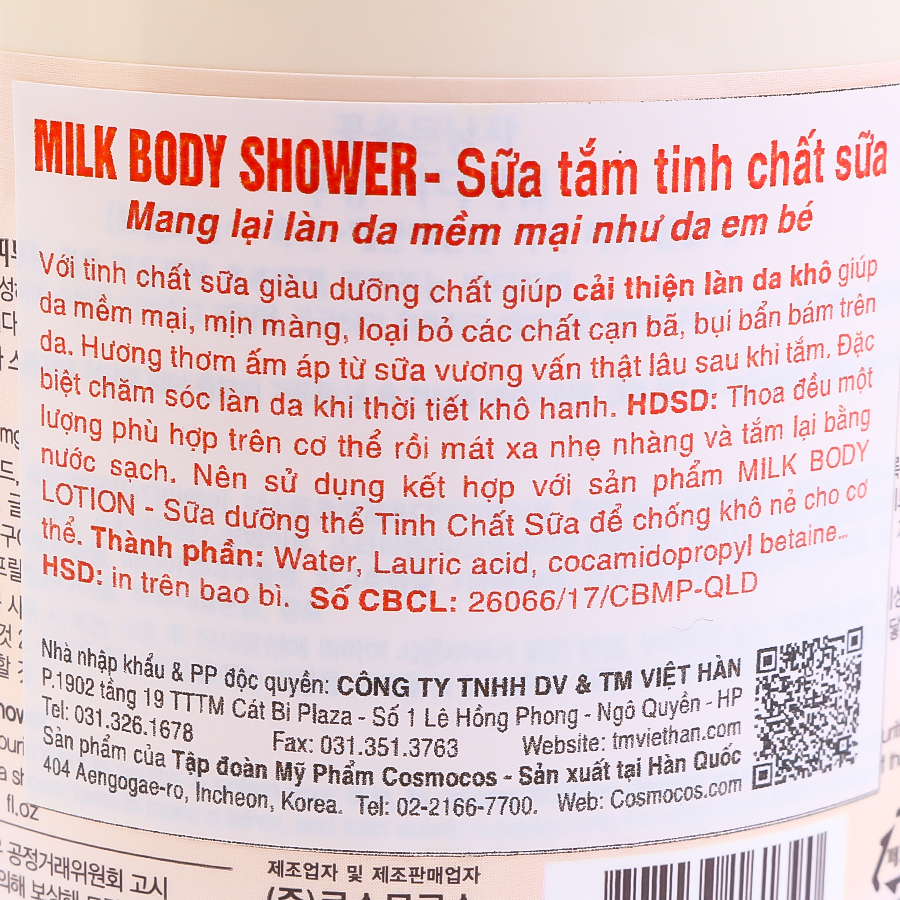 MILK BODY SHOWER - Sữa tắm tinh chất sữa
Mang lại làn da mềm mại như da em bé
Với tinh chất sữa giàu dưỡng chất giúp cải thiện làn da khô giúp
da mềm mại, mịn màng, loại bỏ các chất cạn bã, bụi bẩn bám trên
da. Hương thơm ấm áp từ sữa vương vấn thật lâu sau khi tắm. Đặc
biệt chăm sóc làn da khi thời tiết khô hanh. HDSD: Thoa đều một
lượng phù hợp trên cơ thể rồi mát xa nhẹ nhàng và tắm lại bằng
nước sạch. Nên sử dụng kết hợp với sản phẩm MILK BODY
LOTION - Sữa dưỡng thể Tinh Chất Sữa để chống khô nẻ cho cơ
thể. Thành phần: Water, Lauric acid, cocamidopropyl betaine...
HSD: in trên bao bì. Số CBCL: 26066/17/CBMP-QLD
Nhà nhập khẩu & PP độc quyền: CÔNG TY TNHH DV & TM VIỆT HÀN
P.1902 tầng 19 TTTM Cát Bi Plaza - Số 1 Lê Hồng Phong - Ngô Quyền - HP
Tel: 031.326.1678 Fax: 031.351.3763 Website: tmviethan.com
Sản phẩm của Tập đoàn Mỹ Phẩm Cosmocos - Sản xuất tại Hàn Quốc
404 Aengogae-ro, Incheon, Korea. Tel: 02-2166-7700. Web: Cosmocos.com
fl.oz
공정거래위원회 고시
제조업자 및 제조판매업자